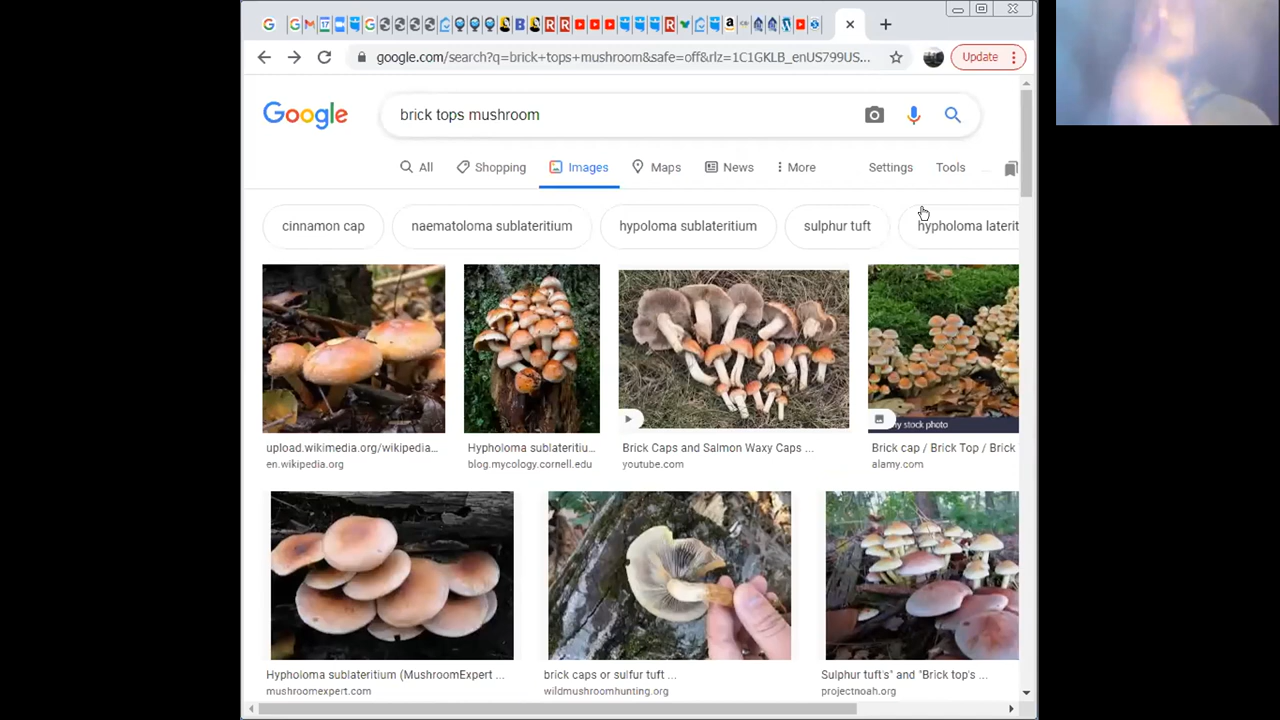 google.com/search?q=brick+tops+mushroom&safe=off&rlz=1C1GKLB_enUS799US...
Update
Google
brick tops mushroom
All
Shopping
Images
Maps
News
More
Settings
Tools
cinnamon cap
naematoloma sublateritium
hypoloma sublateritium
sulphur tuft
hypholoma laterit
my stock photo
upload.wikimedia.org/wikipedia...
en.wikipedia.org
Hypholoma sublateritiu...
blog.mycology.cornell.edu
Brick Caps and Salmon Waxy Caps ...
youtube.com
Brick cap / Brick Top / Brick
alamy.com
Hypholoma sublateritium (MushroomExpert ...
mushroomexpert.com
brick caps or sulfur tuft ...
wildmushroomhunting.org
Sulphur tuft's" and "Brick top's ...
projectnoah.org